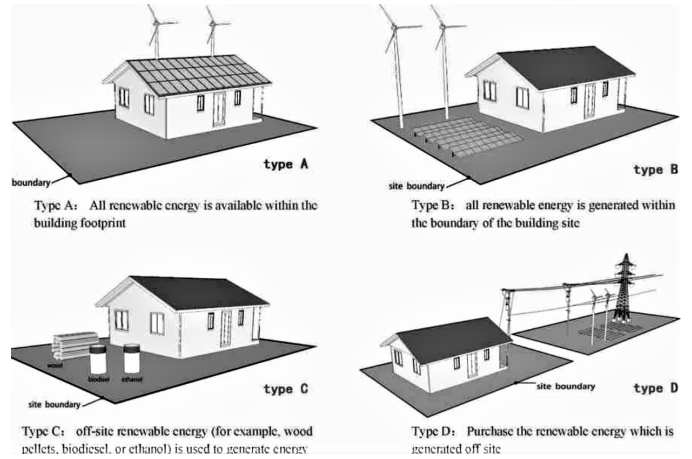 type A
boundary
Type A： All renewable energy is available within the
building footprint
type B
site boundary
Type B： all renewable energy is generated within
the boundary of the building site
wood
biodisel
ethanol
type C
site boundary
Type C： off-site renewable energy (for example, wood
pellets, biodiesel, or ethanol) is used to generate energy
site boundary
type D
Type D： Purchase the renewable energy which is
generated off site